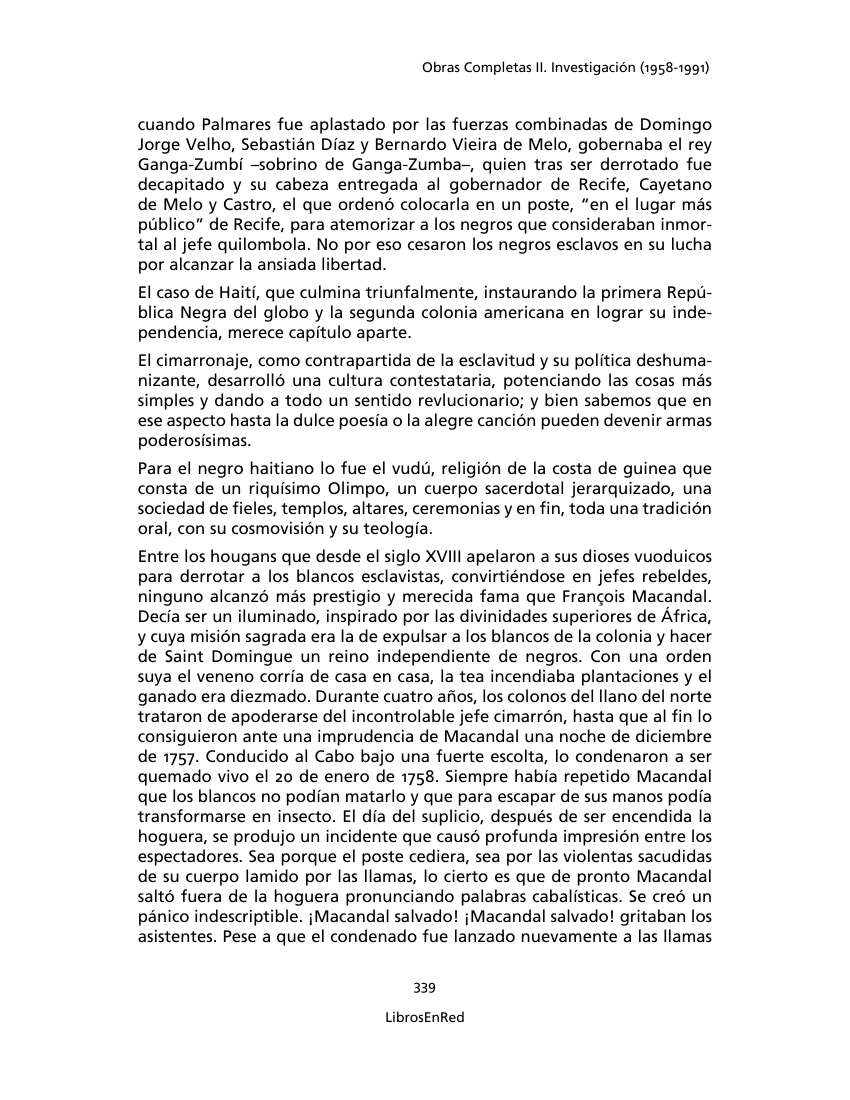 Obras Completas II. Investigación (1958-1991)
cuando Palmares fue aplastado por las fuerzas combinadas de Domingo
Jorge Velho, Sebastián Díaz y Bernardo Vieira de Melo, gobernaba el rey
Ganga-Zumbí –sobrino de Ganga-Zumba–, quien tras ser derrotado fue
decapitado y su cabeza entregada al gobernador de Recife, Cayetano
de Melo y Castro, el que ordenó colocarla en un poste, “en el lugar más
público” de Recife, para atemorizar a los negros que consideraban inmor-
tal al jefe quilombola. No por eso cesaron los negros esclavos en su lucha
por alcanzar la ansiada libertad.
El caso de Haití, que culmina triunfalmente, instaurando la primera Repú-
blica Negra del globo y la segunda colonia americana en lograr su inde-
pendencia, merece capítulo aparte.
El cimarronaje, como contrapartida de la esclavitud y su política deshuma-
nizante, desarrolló una cultura contestataria, potenciando las cosas más
simples y dando a todo un sentido revlucionario; y bien sabemos que en
ese aspecto hasta la dulce poesía o la alegre canción pueden devenir armas
poderosísimas.
Para el negro haitiano lo fue el vudú, religión de la costa de guinea que
consta de un riquísimo Olimpo, un cuerpo sacerdotal jerarquizado, una
sociedad de fieles, templos, altares, ceremonias y en fin, toda una tradición
oral, con su cosmovisión y su teología.
Entre los hougans que desde el siglo XVIII apelaron a sus dioses vuoduicos
para derrotar a los blancos esclavistas, convirtiéndose en jefes rebeldes,
ninguno alcanzó más prestigio y merecida fama que François Macandal.
Decía ser un iluminado, inspirado por las divinidades superiores de África,
y cuya misión sagrada era la de expulsar a los blancos de la colonia y hacer
de Saint Domingue un reino independiente de negros. Con una orden
suya el veneno corría de casa en casa, la tea incendiaba plantaciones y el
ganado era diezmado. Durante cuatro años, los colonos del llano del norte
trataron de apoderarse del incontrolable jefe cimarrón, hasta que al fin lo
consiguieron ante una imprudencia de Macandal una noche de diciembre
de 1757. Conducido al Cabo bajo una fuerte escolta, lo condenaron a ser
quemado vivo el 20 de enero de 1758. Siempre había repetido Macandal
que los blancos no podían matarlo y que para escapar de sus manos podía
transformarse en insecto. El día del suplicio, después de ser encendida la
hoguera, se produjo un incidente que causó profunda impresión entre los
espectadores. Sea porque el poste cediera, sea por las violentas sacudidas
de su cuerpo lamido por las llamas, lo cierto es que de pronto Macandal
saltó fuera de la hoguera pronunciando palabras cabalísticas. Se creó un
pánico indescriptible. ¡Macandal salvado! ¡Macandal salvado! gritaban los
asistentes. Pese a que el condenado fue lanzado nuevamente a las llamas
339
LibrosEnRed